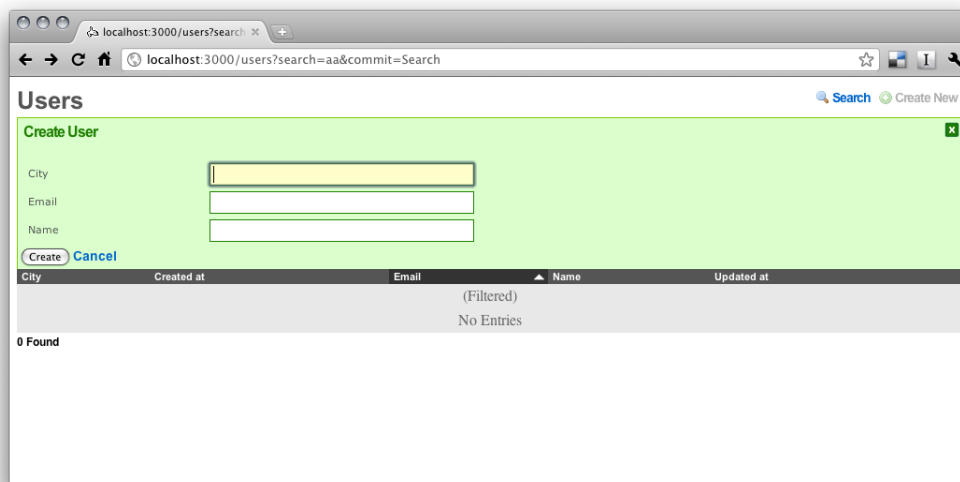 localhost:3000/users?search
localhost:3000/users?search=aa&commit=Search
I
Users
Search Create New
Create User
City
Email
Name
Create Cancel
City Created at Email Name Updated at
(Filtered)
No Entries
0 Found